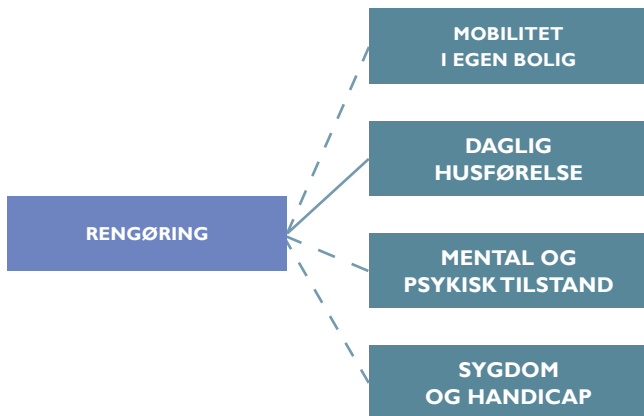 MOBILITET
I EGEN BOLIG
DAGLIG
HUSFØRELSE
RENGØRING
MENTAL OG
PSYKISK TILSTAND
SYGDOM
OG HANDICAP